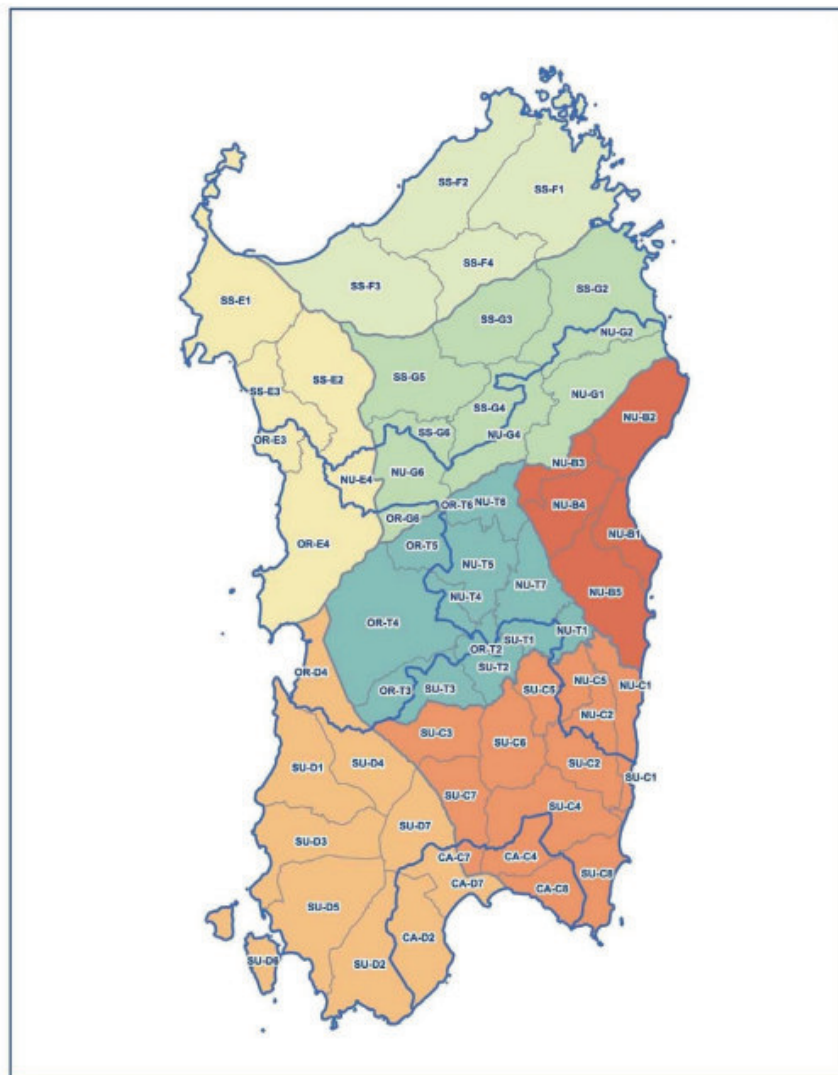 SS-F2
SS-F1
SS-F4
SS-F3
SS-E1
SS-G2
SS-G3
NU-G2
SS-G5
SS-E2
SS-E3
NU-G1
SS-G4
NU-B2
SS-G6
NU-G4
OR-E3
NU-B3
NU-G6
NU-E4
OR-T6
NU-T6
NU-B4
OR-G6
NU-B1
OR-E4
OR-T5
NU-T5
NU-T7
NU-B5
NU-T4
OR-T4
NU-T1
SU-T1
OR-T2
SU-T2
OR-D4
SU-T3
OR-T3
SU-C5
NU-C5
NU-C1
NU-C2
SU-C3
SU-C6
SU-D4
SU-D1
SU-C2
SU-C1
SU-C7
SU-C4
SU-D7
SU-D3
CA-C7
CA-C4
SU-C8
CA-D7
CA-C8
SU-D5
CA-D2
SU-D6
SU-D2